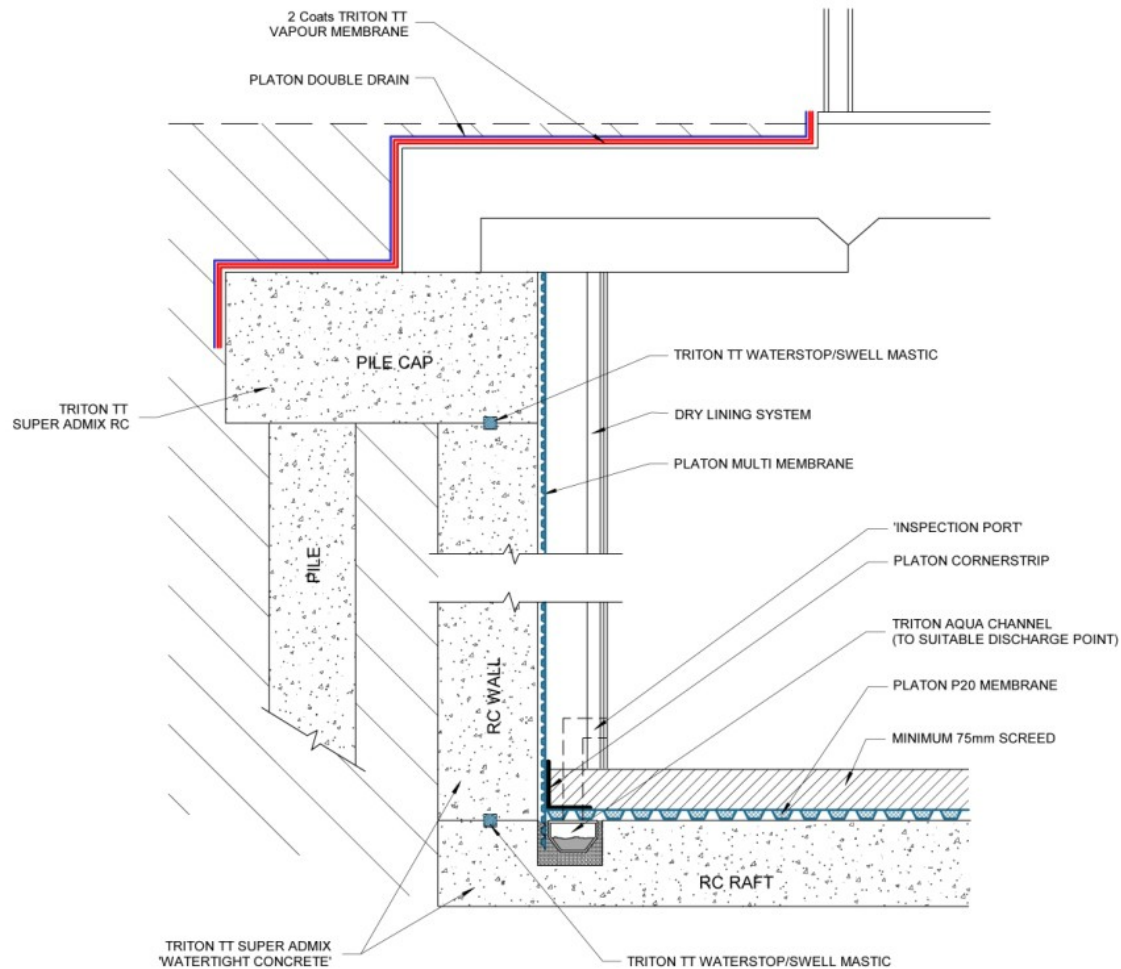 2 Coats TRITON TT
VAPOUR MEMBRANE
PLATON DOUBLE DRAIN
PILE CAP
TRITON TT WATERSTOP/SWELL MASTIC
TRITON TT
SUPER ADMIX RC
DRY LINING SYSTEM
PLATON MULTI MEMBRANE
'INSPECTION PORT'
PILE
PLATON CORNERSTRIP
TRITON AQUA CHANNEL
(TO SUITABLE DISCHARGE POINT)
RC WALL
PLATON P20 MEMBRANE
MINIMUM 75mm SCREED
RC RAFT
TRITON TT SUPER ADMIX
'WATERTIGHT CONCRETE'
TRITON TT WATERSTOP/SWELL MASTIC